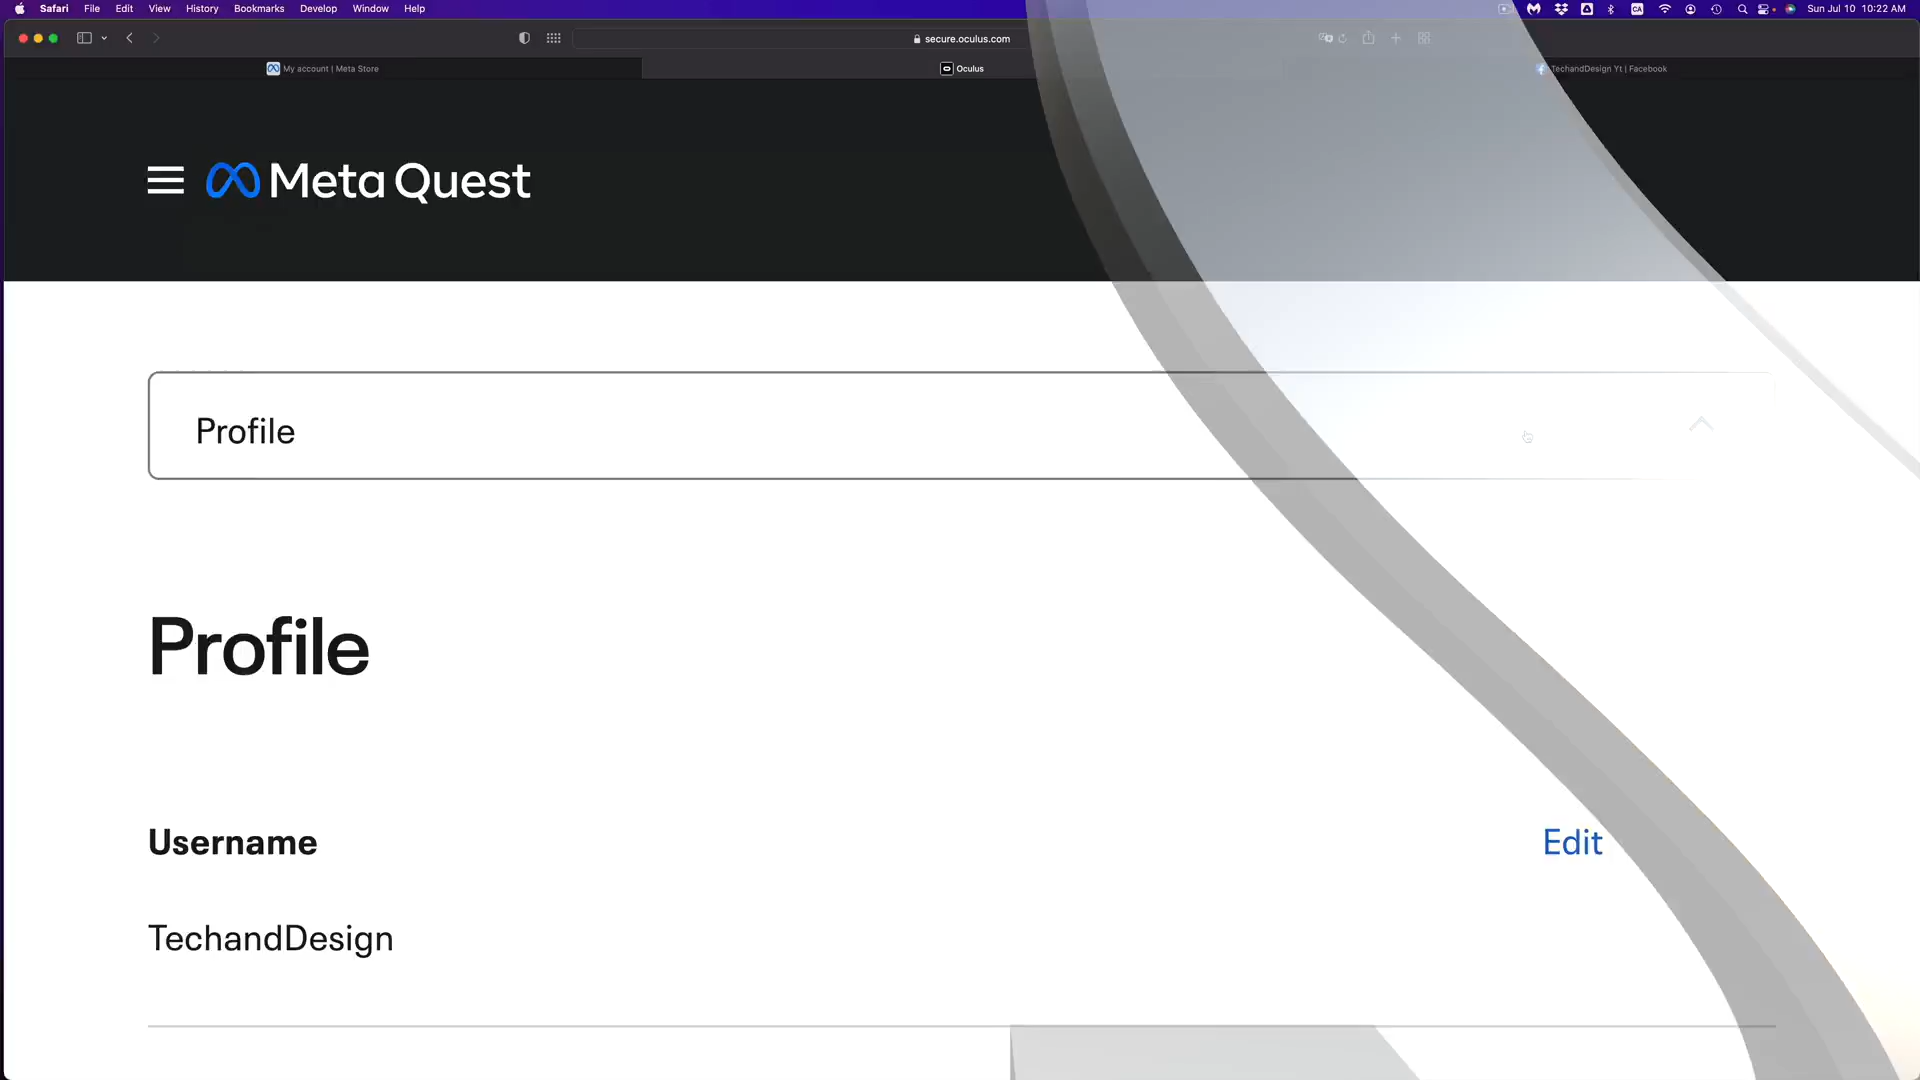 Safari File Edit View History Bookmarks Develop Window Help CA Sun Jul 10 10:22 AM
secure.oculus.com
My account | Meta Store Oculus TechandDesign Yt | Facebook
Meta Quest
Profile
Profile
Username Edit
TechandDesign